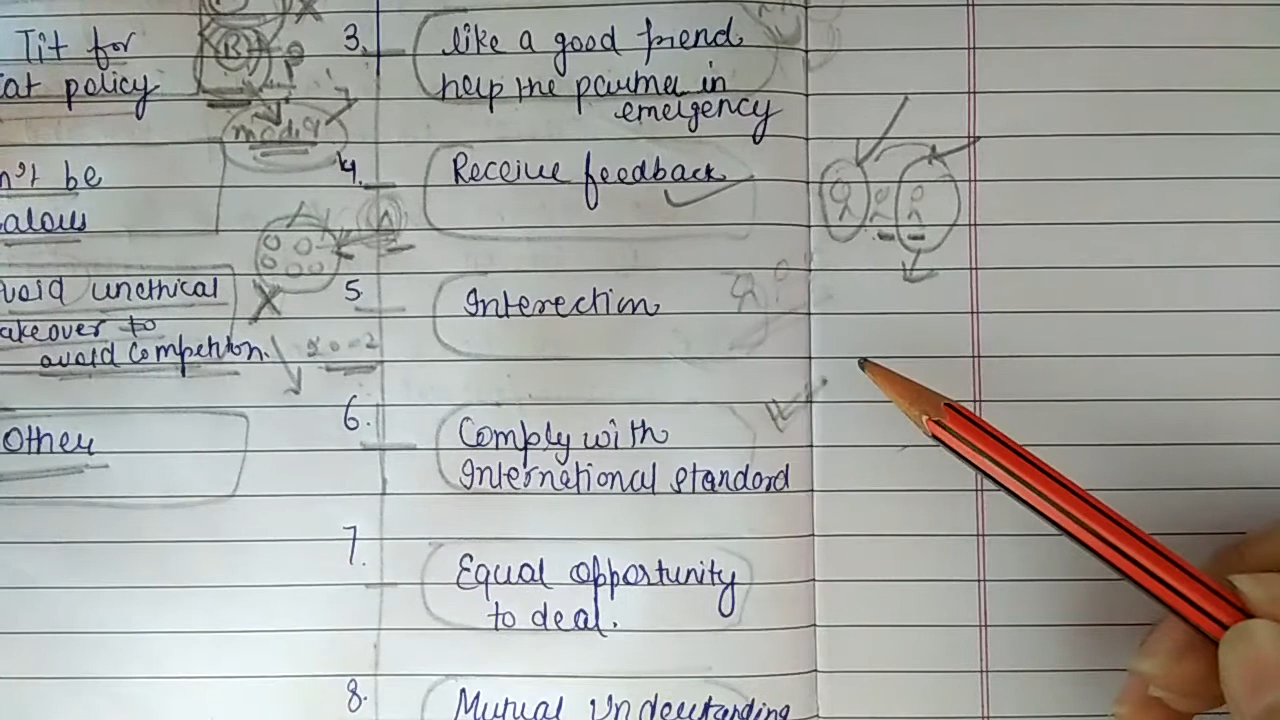 Tit for
at policy
n't be
alous
void unethical
akeover to
avoid competition.
Other
3. like a good friend
help the partner in
emergency
4. Receive feedback
5. Interection
6. Comply with
International standard
7. Equal opportunity
to deal.
8. Mutual Understanding